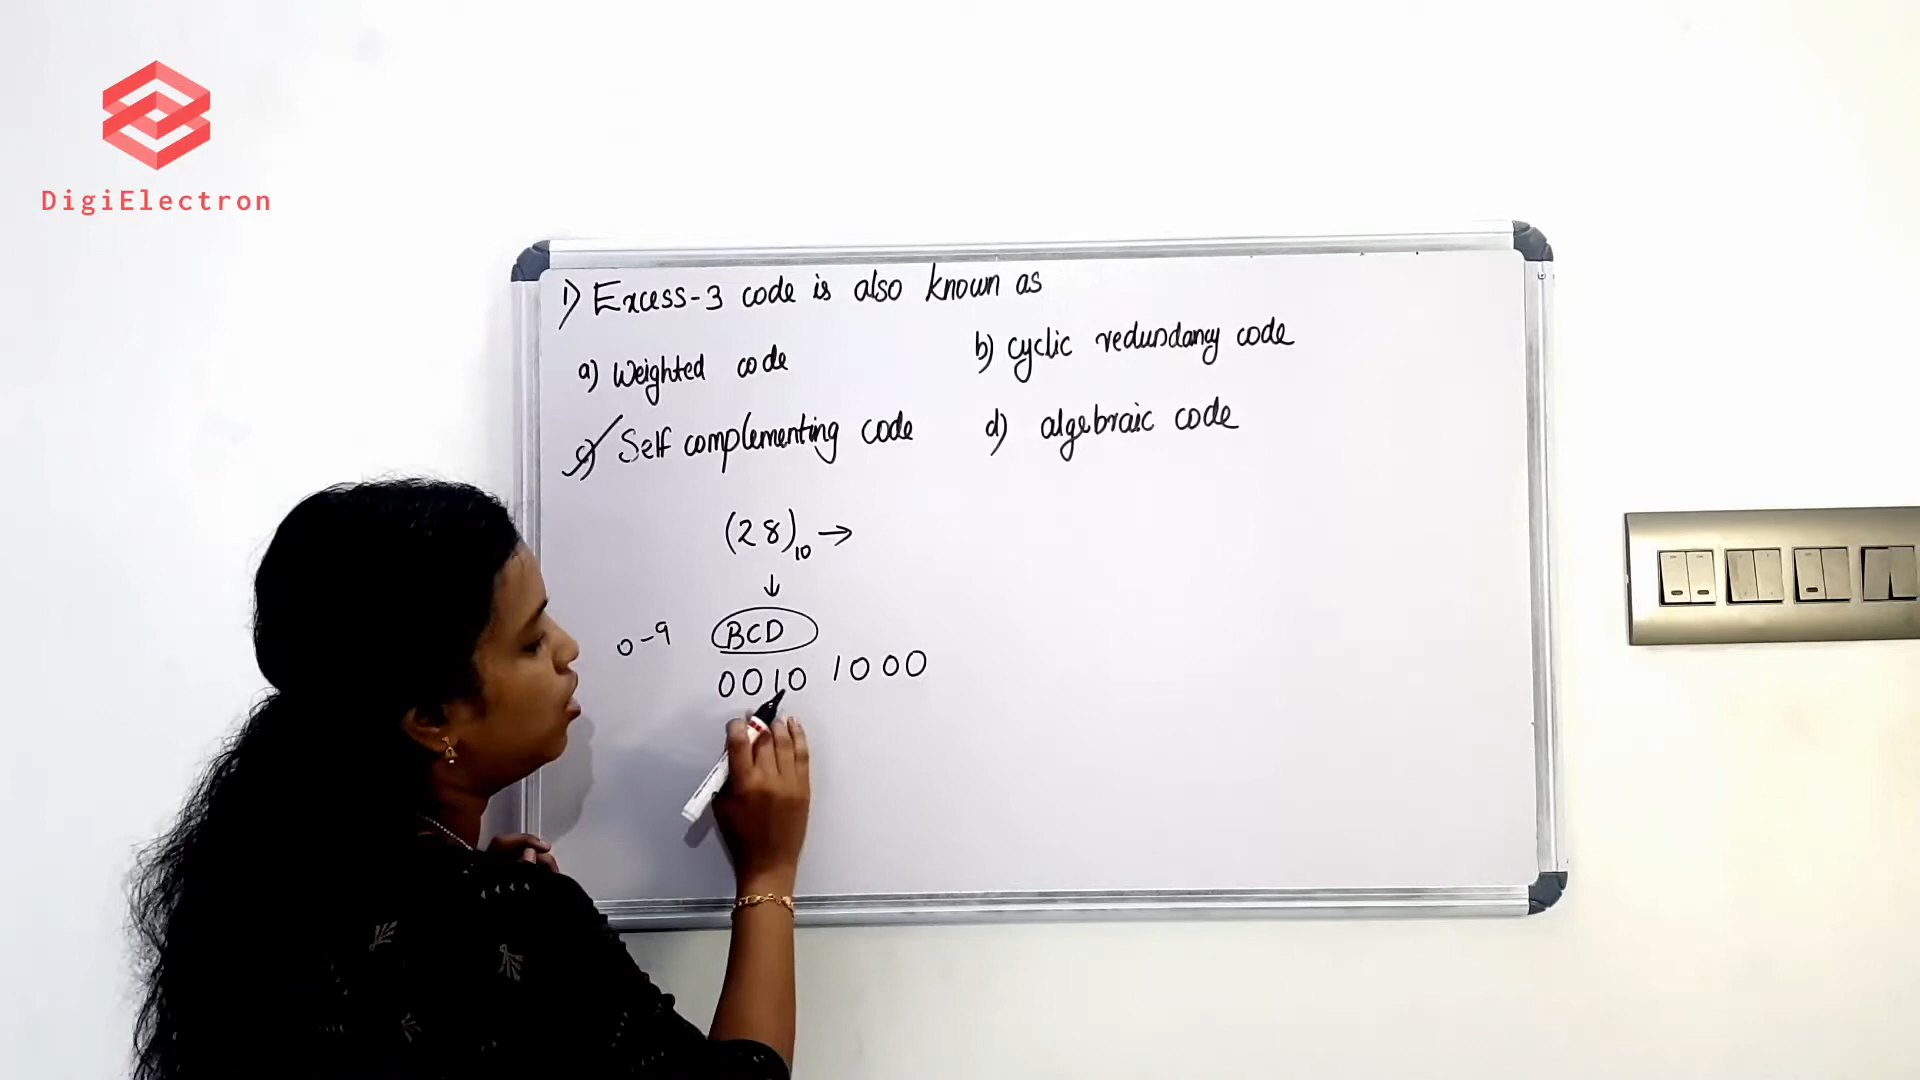 DigiElectron
1) Excess-3 code is also known as
a) Weighted code b) cyclic redundancy code
c) Self complementing code d) algebraic code
(28)10 →
↓
0-9 BCD
0010 1000